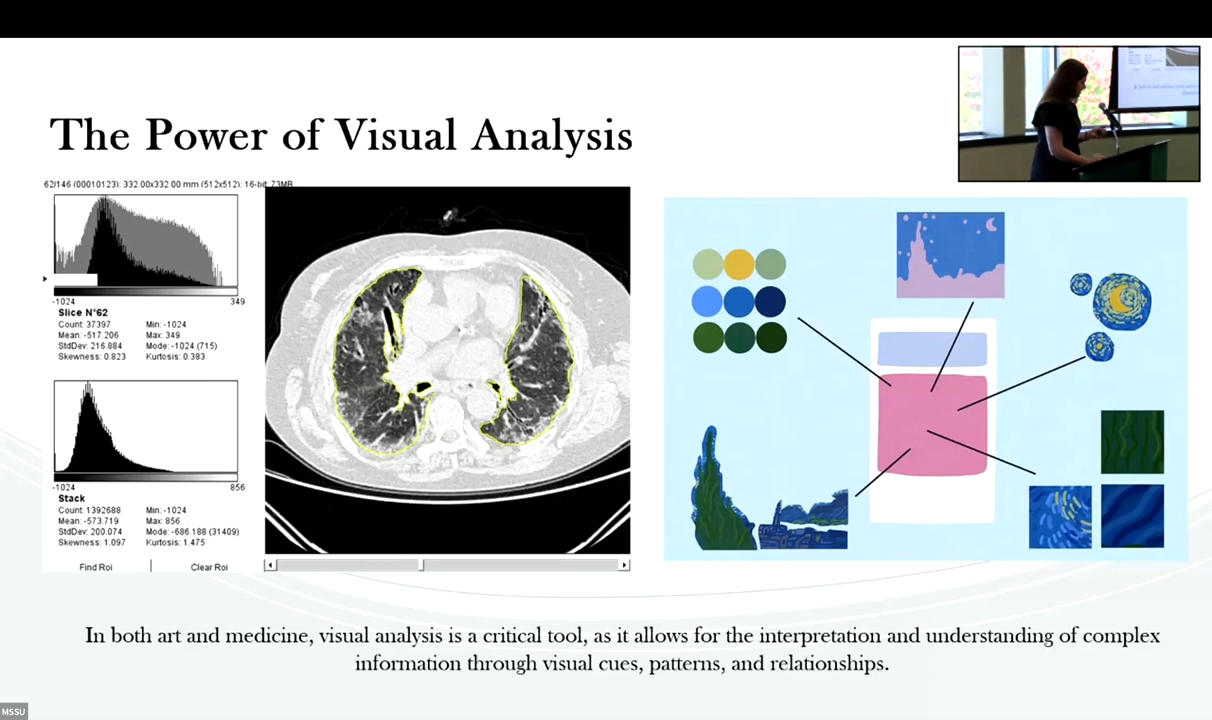 The Power of Visual Analysis
62/146 (00010123): 332.00x332.00 mm (512x512): 16-bit: 73MB
-1024 349
Slice N°62
Count: 37397 Min: -1024
Mean: -517.206 Max: 349
StdDev: 216.884 Mode: -1024 (715)
Skewness: 0.823 Kurtosis: 0.383
-1024 856
Stack
Count: 1392688 Min: -1024
Mean: -573.719 Max: 856
StdDev: 200.074 Mode: -686.188 (31409)
Skewness: 1.097 Kurtosis: 1.475
Find Roi Clear Roi
In both art and medicine, visual analysis is a critical tool, as it allows for the interpretation and understanding of complex
information through visual cues, patterns, and relationships.
MSSU